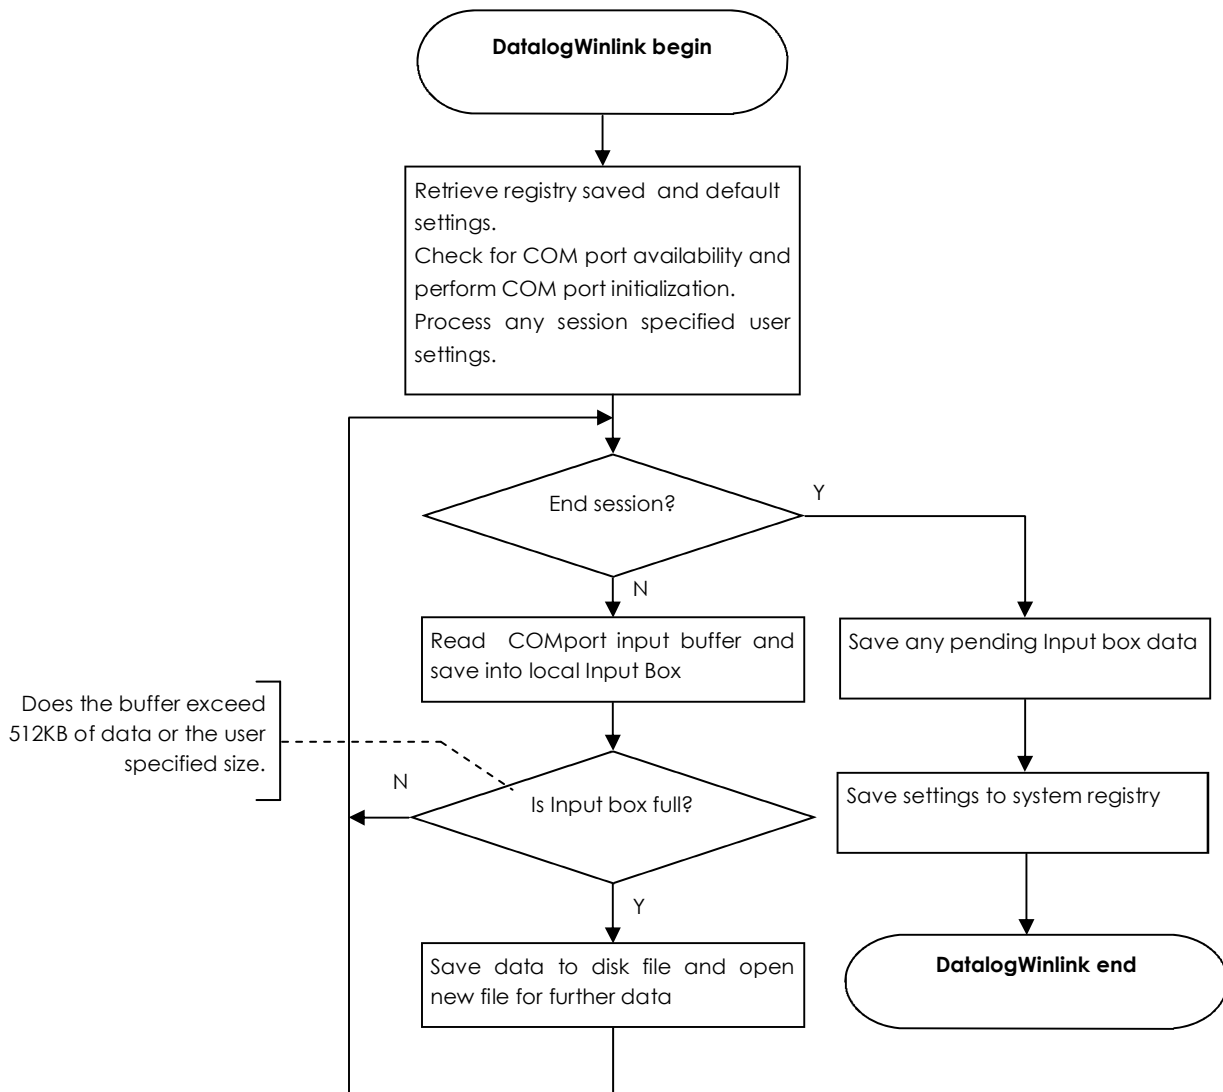 DatalogWinlink begin
Retrieve registry saved and default
settings.
Check for COM port availability and
perform COM port initialization.
Process any session specified user
settings.
End session?
Y
N
Read COMport input buffer and
save into local Input Box
Save any pending Input box data
Does the buffer exceed
512KB of data or the user
specified size.
N
Is Input box full?
Save settings to system registry
Y
Save data to disk file and open
new file for further data
DatalogWinlink end